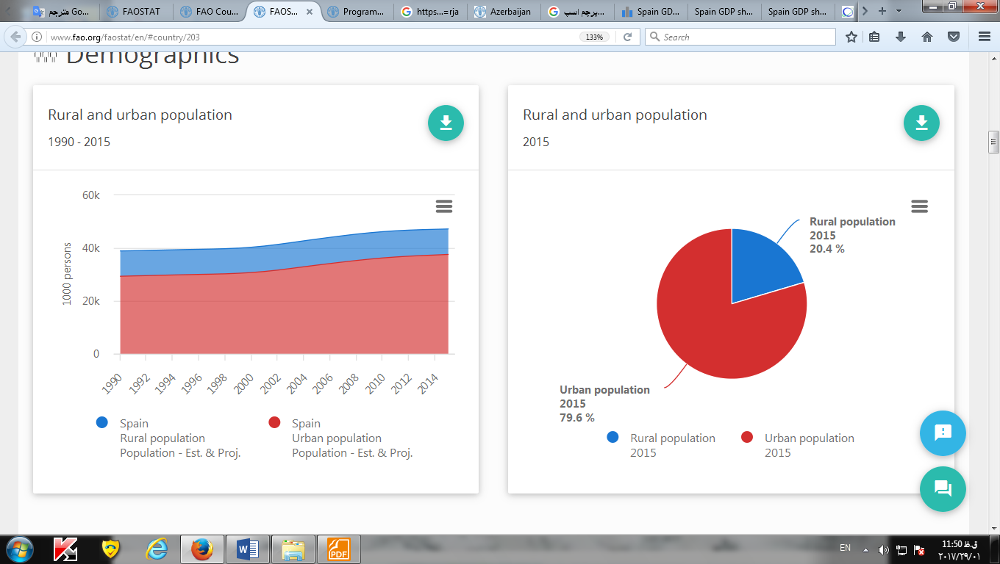 مترجم Go...
FAOSTAT
FAO Cou...
FAOS...
Program...
https...=rja
Azerbaijan
پرچم اسپ...
Spain GD...
Spain GDP sh...
Spain GDP sh...
www.fao.org/faostat/en/#country/203
133%
Search
Demographics
Rural and urban population
1990 - 2015
60k
40k
20k
0
1000 persons
1990
1992
1994
1996
1998
2000
2002
2004
2006
2008
2010
2012
2014
Spain
Rural population
Population - Est. & Proj.
Spain
Urban population
Population - Est. & Proj.
Rural and urban population
2015
Rural population
2015
20.4 %
Urban population
2015
79.6 %
Rural population
2015
Urban population
2015
PDF
EN
11:50 ق.ظ
۲۰۱۷/۲۹/۰۱